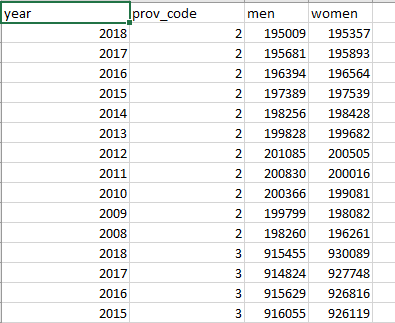 year prov_code men women
2018 2 195009 195357
2017 2 195681 195893
2016 2 196394 196564
2015 2 197389 197539
2014 2 198256 198428
2013 2 199828 199682
2012 2 201085 200505
2011 2 200830 200016
2010 2 200366 199081
2009 2 199799 198082
2008 2 198260 196261
2018 3 915455 930089
2017 3 914824 927748
2016 3 915629 926816
2015 3 916055 926119